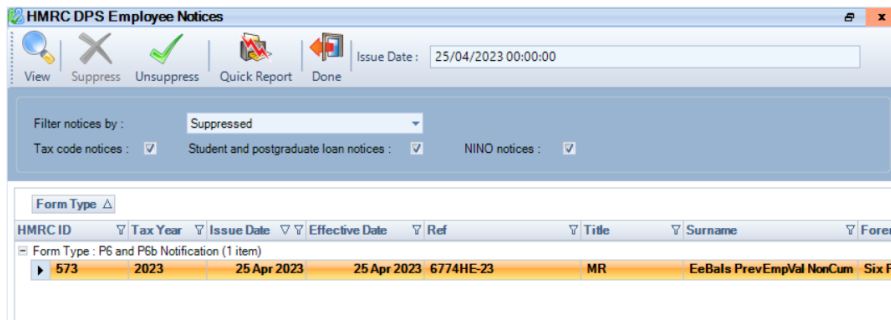 HMRC DPS Employee Notices
View Suppress Unsuppress Quick Report Done Issue Date : 25/04/2023 00:00:00
Filter notices by : Suppressed
Tax code notices : Student and postgraduate loan notices : NINO notices :
Form Type
HMRC ID Tax Year Issue Date Effective Date Ref Title Surname Forer
Form Type : P6 and P6b Notification (1 item)
573 2023 25 Apr 2023 25 Apr 2023 6774HE-23 MR EeBals PrevEmpVal NonCum Six F